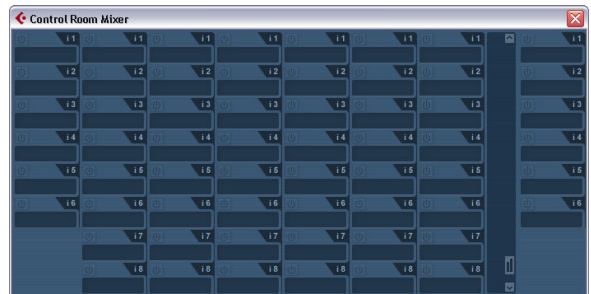 Control Room Mixer
i 1 i 1 i 1 i 1 i 1 i 1 i 1 i 1
i 2 i 2 i 2 i 2 i 2 i 2 i 2 i 2
i 3 i 3 i 3 i 3 i 3 i 3 i 3 i 3
i 4 i 4 i 4 i 4 i 4 i 4 i 4 i 4
i 5 i 5 i 5 i 5 i 5 i 5 i 5 i 5
i 6 i 6 i 6 i 6 i 6 i 6 i 6 i 6
i 7 i 7 i 7 i 7 i 7 i 7
i 8 i 8 i 8 i 8 i 8 i 8